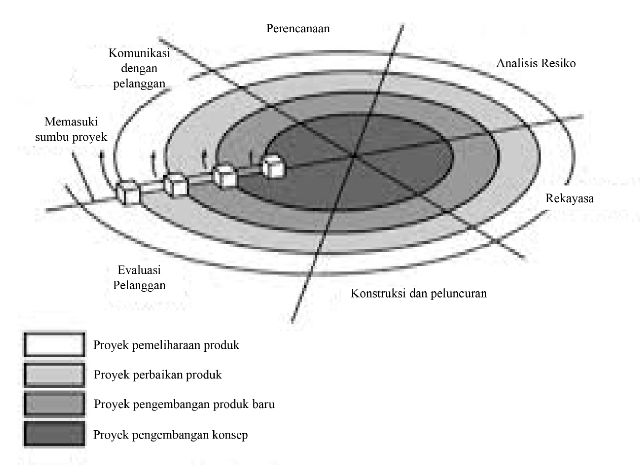 Perencanaan
Komunikasi
dengan
pelanggan
Analisis Resiko
Memasuki
sumbu proyek
Rekayasa
Evaluasi
Pelanggan
Konstruksi dan peluncuran
Proyek pemeliharaan produk
Proyek perbaikan produk
Proyek pengembangan produk baru
Proyek pengembangan konsep